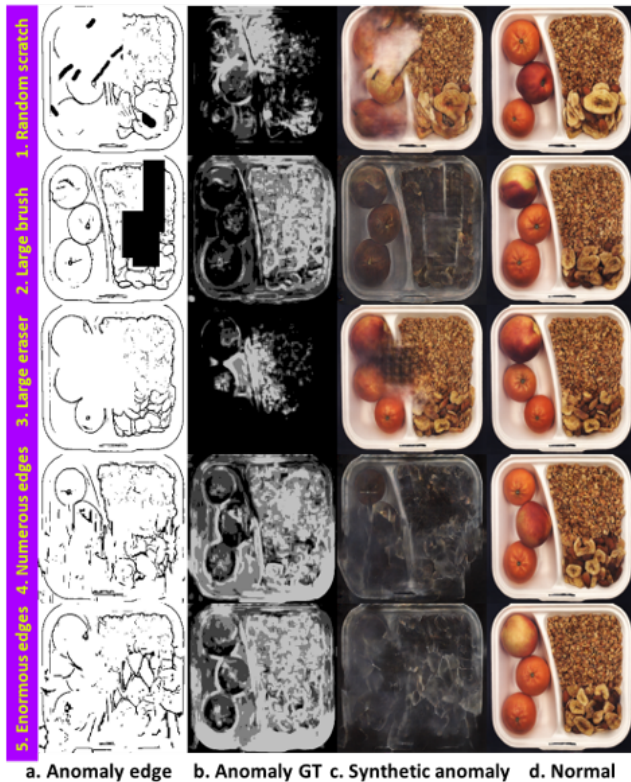 1. Random scratch
2. Large brush
3. Large eraser
4. Numerous edges
5. Enormous edges
a. Anomaly edge b. Anomaly GT c. Synthetic anomaly d. Normal